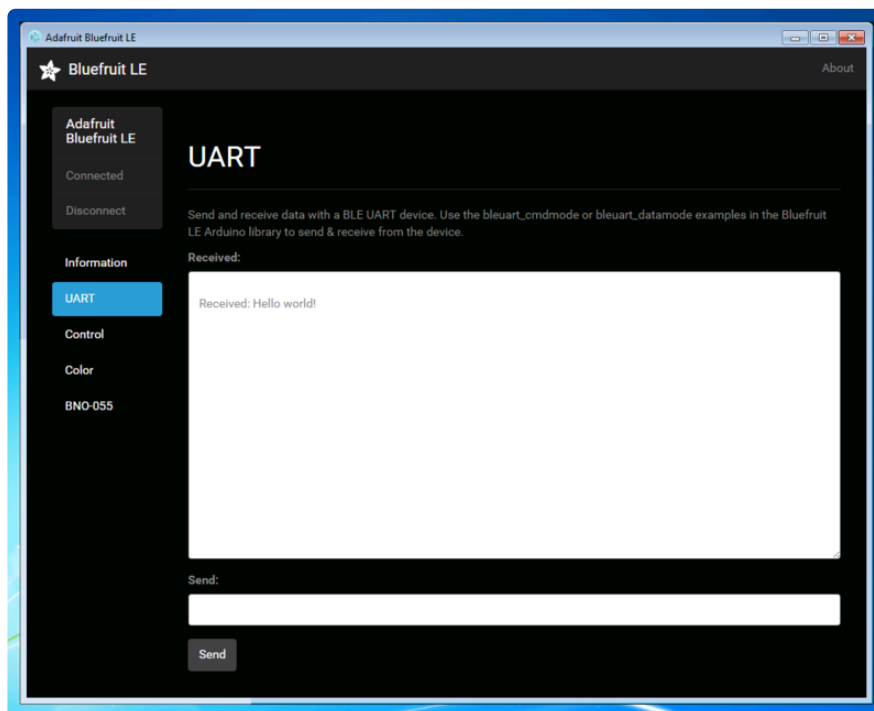 Adafruit Bluefruit LE
Bluefruit LE
About
Adafruit
Bluefruit LE
Connected
Disconnect
Information
UART
Control
Color
BNO-055
UART
Send and receive data with a BLE UART device. Use the bleuart_cmdmode or bleuart_datamode examples in the Bluefruit
LE Arduino library to send & receive from the device.
Received:
Received: Hello world!
Send:
Send